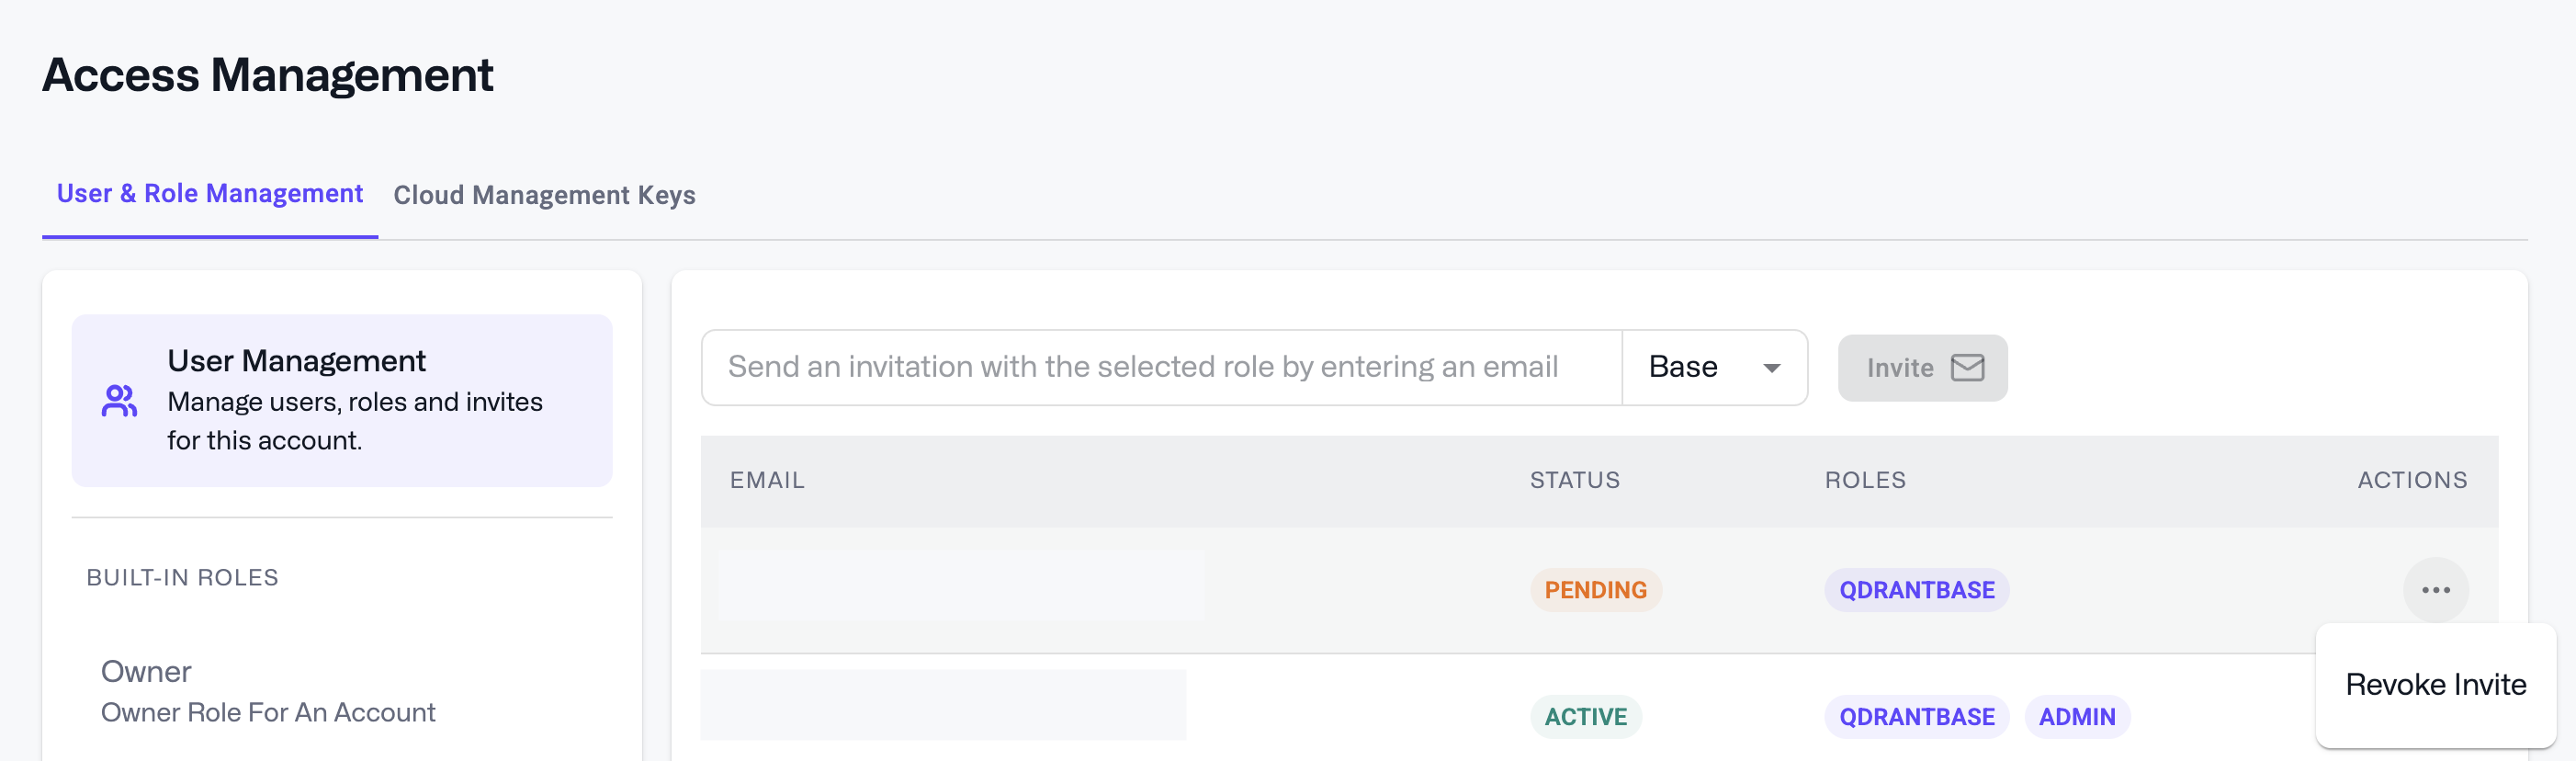 Access Management
User & Role Management
Cloud Management Keys
User Management
Manage users, roles and invites
for this account.
BUILT-IN ROLES
Owner
Owner Role For An Account
Send an invitation with the selected role by entering an email
Base
Invite
EMAIL STATUS ROLES ACTIONS
PENDING QDRANTBASE
Revoke Invite
ACTIVE QDRANTBASE ADMIN